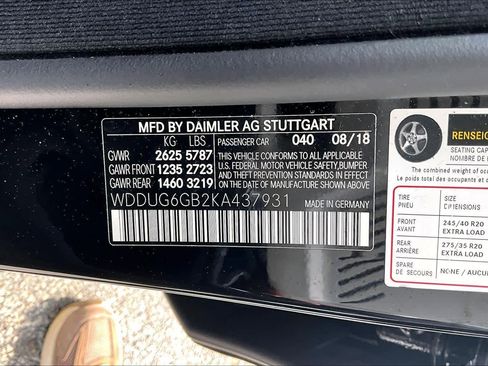 MFD BY DAIMLER AG STUTTGART
KG LBS PASSENGER CAR 040 08/18
GVWR 2625 5787
GAWR FRONT 1235 2723
GAWR REAR 1460 3219
THIS VEHICLE CONFORMS TO ALL APPLICABLE
U.S. FEDERAL MOTOR VEHICLE SAFETY,BUMPER,
AND THEFT PREVENTION STANDARDS IN
EFFECT ON THE DATE OF MANUFACTURE
SHOWN ABOVE.
WDDUG6GB2KA437931
MADE IN GERMANY
RENSEIGN
SEATING CAP
NOMBRE DE
The combined weight of occu
Le poids total des occupants et d
TIRE
PNEU
DIMENSIONS
FRONT
AVANT
245/40 R20
EXTRA LOAD
REAR
ARRIÈRE
275/35 R20
EXTRA LOAD
SPARE
DE SECOURS
NONE / AUCUN